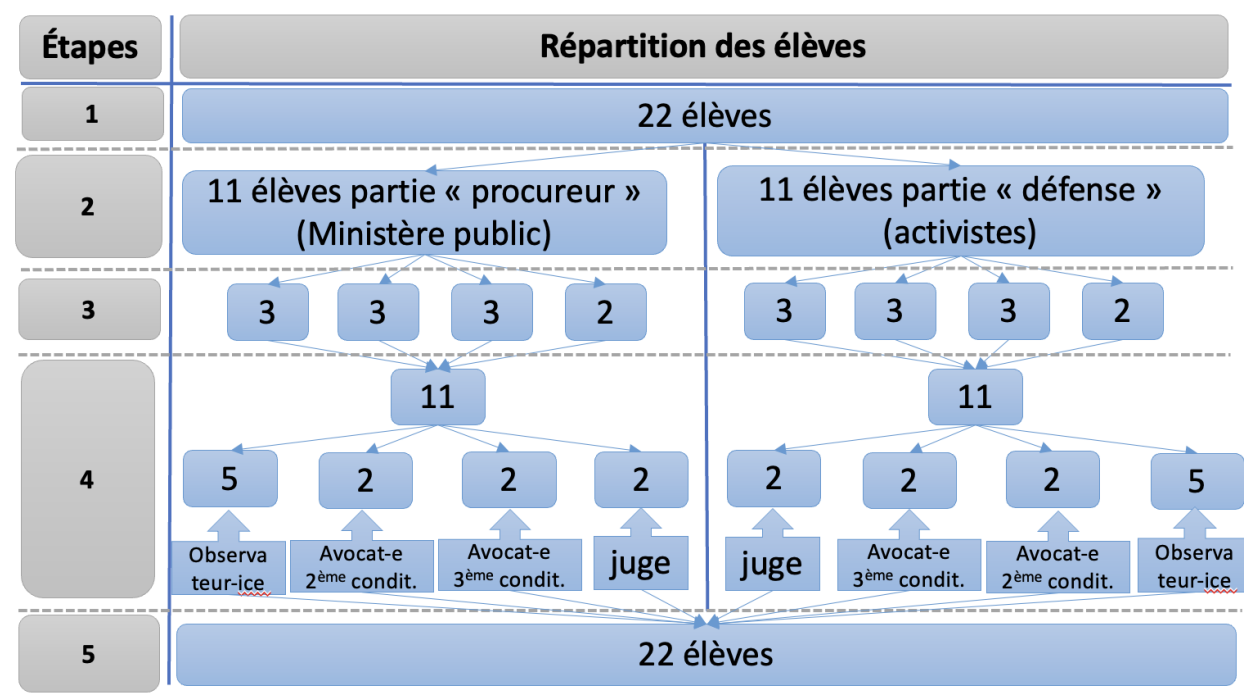 Étapes
Répartition des élèves
1
22 élèves
2
11 élèves partie « procureur »
(Ministère public)
11 élèves partie « défense »
(activistes)
3
3
3
3
2
3
3
3
2
4
11
11
5
2
2
2
2
2
2
5
Observa
teur-ice
Avocat-e
2ème condit.
Avocat-e
3ème condit.
juge
juge
Avocat-e
3ème condit.
Avocat-e
2ème condit.
Observa
teur-ice
5
22 élèves